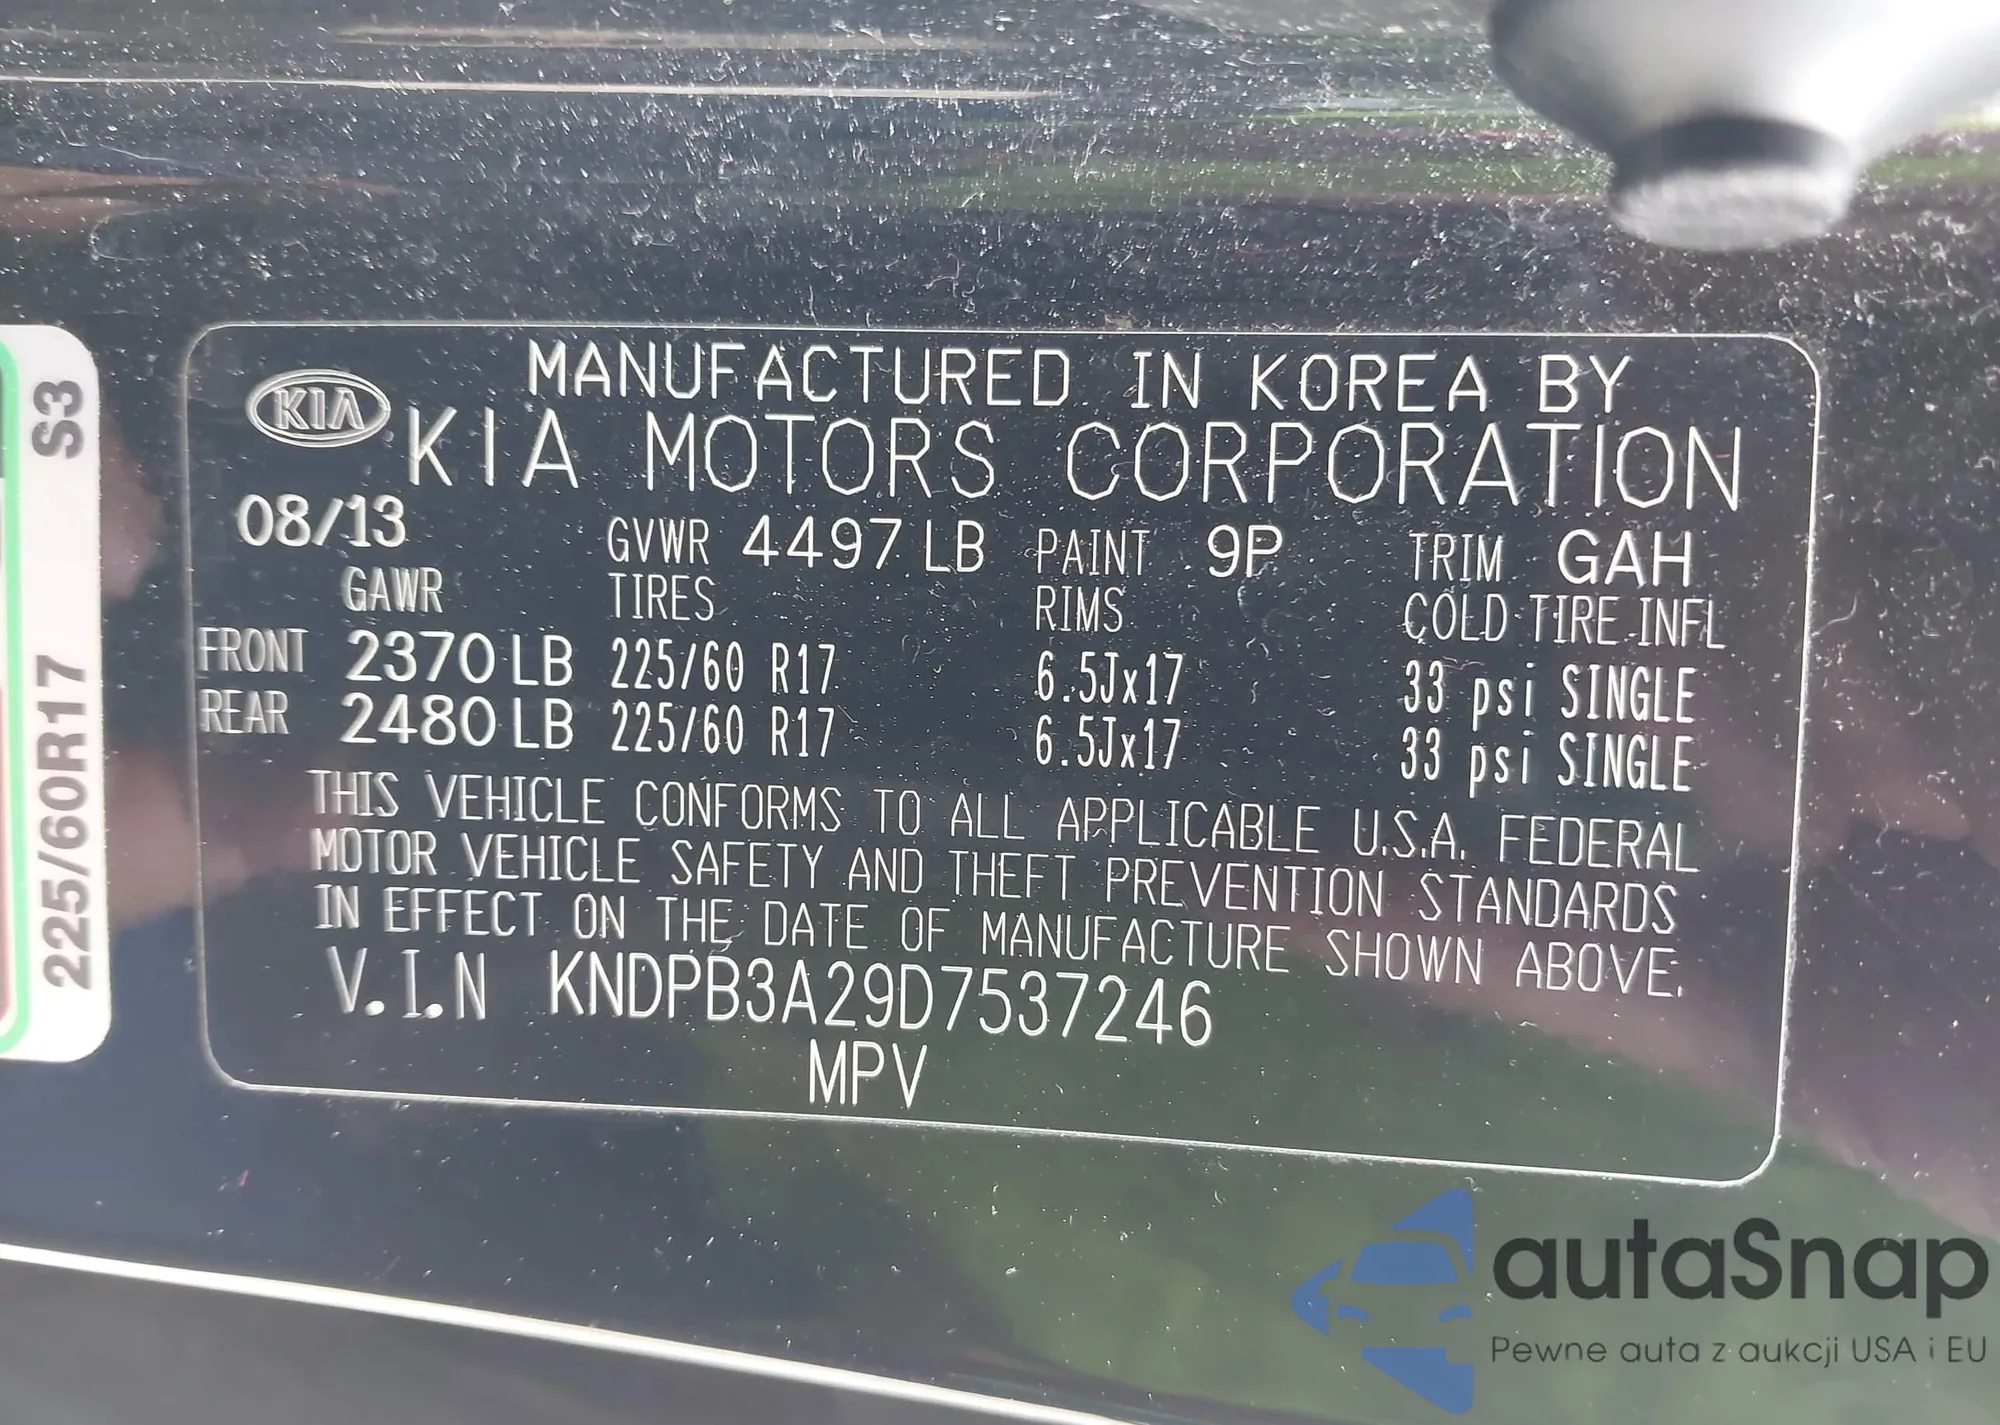 S3
225/60R17
KIA
MANUFACTURED IN KOREA BY
KIA MOTORS CORPORATION
08/13 GVWR 4497 LB PAINT 9P TRIM GAH
GAWR TIRES RIMS COLD TIRE INFL
FRONT 2370 LB 225/60 R17 6.5Jx17 33 psi SINGLE
REAR 2480 LB 225/60 R17 6.5Jx17 33 psi SINGLE
THIS VEHICLE CONFORMS TO ALL APPLICABLE U.S.A. FEDERAL
MOTOR VEHICLE SAFETY AND THEFT PREVENTION STANDARDS
IN EFFECT ON THE DATE OF MANUFACTURE SHOWN ABOVE.
V.I.N KNDPB3A29D7537246
MPV
autaSnap
Pewne auta z aukcji USA i EU